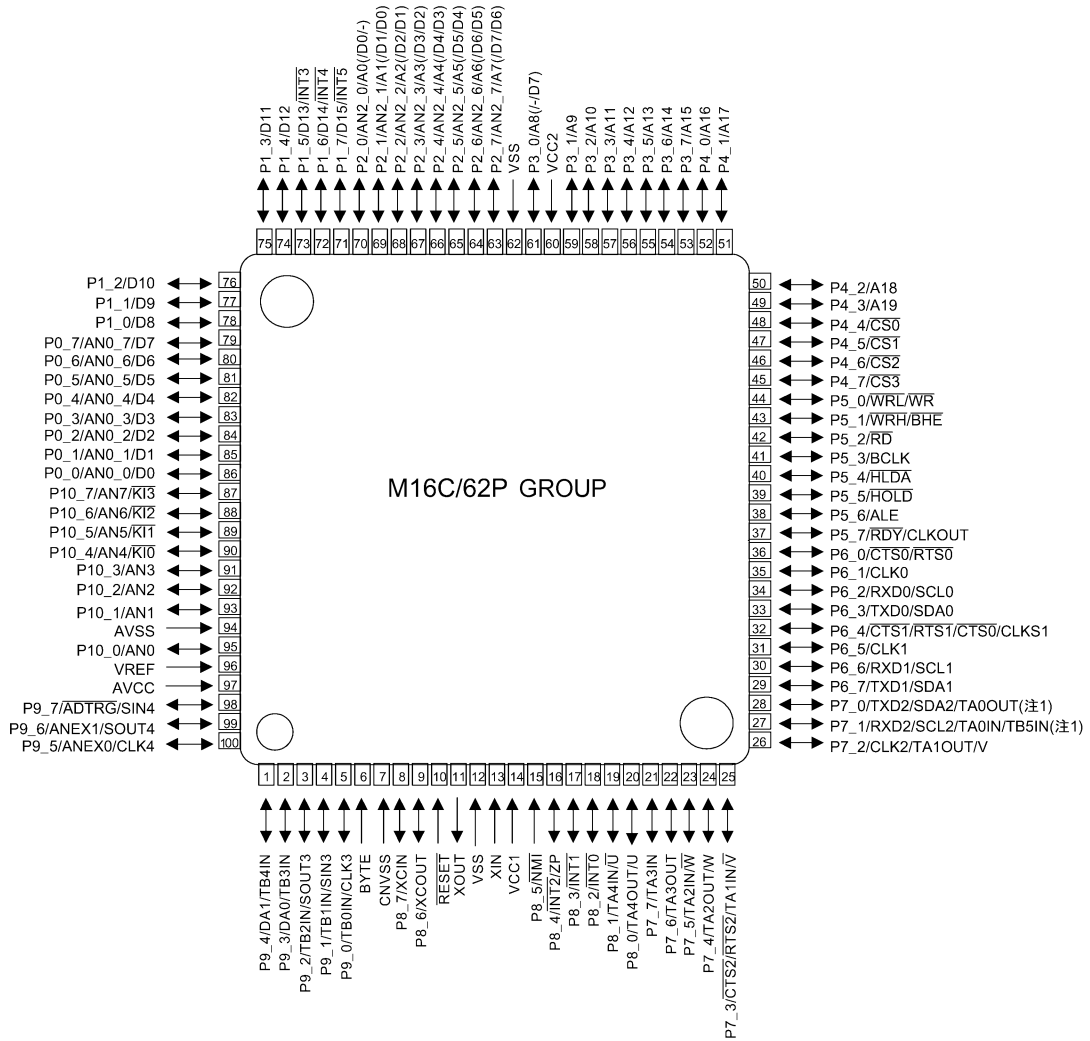 P1_3/D11
P1_4/D12
P1_5/D13/INT3
P1_6/D14/INT4
P1_7/D15/INT5
P2_0/AN2_0/A0(/D0/-)
P2_1/AN2_1/A1(/D1/D0)
P2_2/AN2_2/A2(/D2/D1)
P2_3/AN2_3/A3(/D3/D2)
P2_4/AN2_4/A4(/D4/D3)
P2_5/AN2_5/A5(/D5/D4)
P2_6/AN2_6/A6(/D6/D5)
P2_7/AN2_7/A7(/D7/D6)
VSS
P3_0/A8(/-/D7)
VCC2
P3_1/A9
P3_2/A10
P3_3/A11
P3_4/A12
P3_5/A13
P3_6/A14
P3_7/A15
P4_0/A16
P4_1/A17
75 74 73 72 71 70 69 68 67 66 65 64 63 62 61 60 59 58 57 56 55 54 53 52 51
P1_2/D10 76
P1_1/D9 77
P1_0/D8 78
P0_7/AN0_7/D7 79
P0_6/AN0_6/D6 80
P0_5/AN0_5/D5 81
P0_4/AN0_4/D4 82
P0_3/AN0_3/D3 83
P0_2/AN0_2/D2 84
P0_1/AN0_1/D1 85
P0_0/AN0_0/D0 86
P10_7/AN7/KI3 87
P10_6/AN6/KI2 88
P10_5/AN5/KI1 89
P10_4/AN4/KI0 90
P10_3/AN3 91
P10_2/AN2 92
P10_1/AN1 93
AVSS 94
P10_0/AN0 95
VREF 96
AVCC 97
P9_7/ADTRG/SIN4 98
P9_6/ANEX1/SOUT4 99
P9_5/ANEX0/CLK4 100
M16C/62P GROUP
50 P4_2/A18
49 P4_3/A19
48 P4_4/CS0
47 P4_5/CS1
46 P4_6/CS2
45 P4_7/CS3
44 P5_0/WRL/WR
43 P5_1/WRH/BHE
42 P5_2/RD
41 P5_3/BCLK
40 P5_4/HLDA
39 P5_5/HOLD
38 P5_6/ALE
37 P5_7/RDY/CLKOUT
36 P6_0/CTS0/RTS0
35 P6_1/CLK0
34 P6_2/RXD0/SCL0
33 P6_3/TXD0/SDA0
32 P6_4/CTS1/RTS1/CTS0/CLKS1
31 P6_5/CLK1
30 P6_6/RXD1/SCL1
29 P6_7/TXD1/SDA1
28 P7_0/TXD2/SDA2/TA0OUT(注1)
27 P7_1/RXD2/SCL2/TA0IN/TB5IN(注1)
26 P7_2/CLK2/TA1OUT/V
1 2 3 4 5 6 7 8 9 10 11 12 13 14 15 16 17 18 19 20 21 22 23 24 25
P9_4/DA1/TB4IN
P9_3/DA0/TB3IN
P9_2/TB2IN/SOUT3
P9_1/TB1IN/SIN3
P9_0/TB0IN/CLK3
BYTE
CNVSS
P8_7/XCIN
P8_6/XCOUT
RESET
XOUT
VSS
XIN
VCC1
P8_5/NMI
P8_4/INT2/ZP
P8_3/INT1
P8_2/INT0
P8_1/TA4IN/U
P8_0/TA4OUT/U
P7_7/TA3IN
P7_6/TA3OUT
P7_5/TA2IN/W
P7_4/TA2OUT/W
P7_3/CTS2/RTS2/TA1IN/V